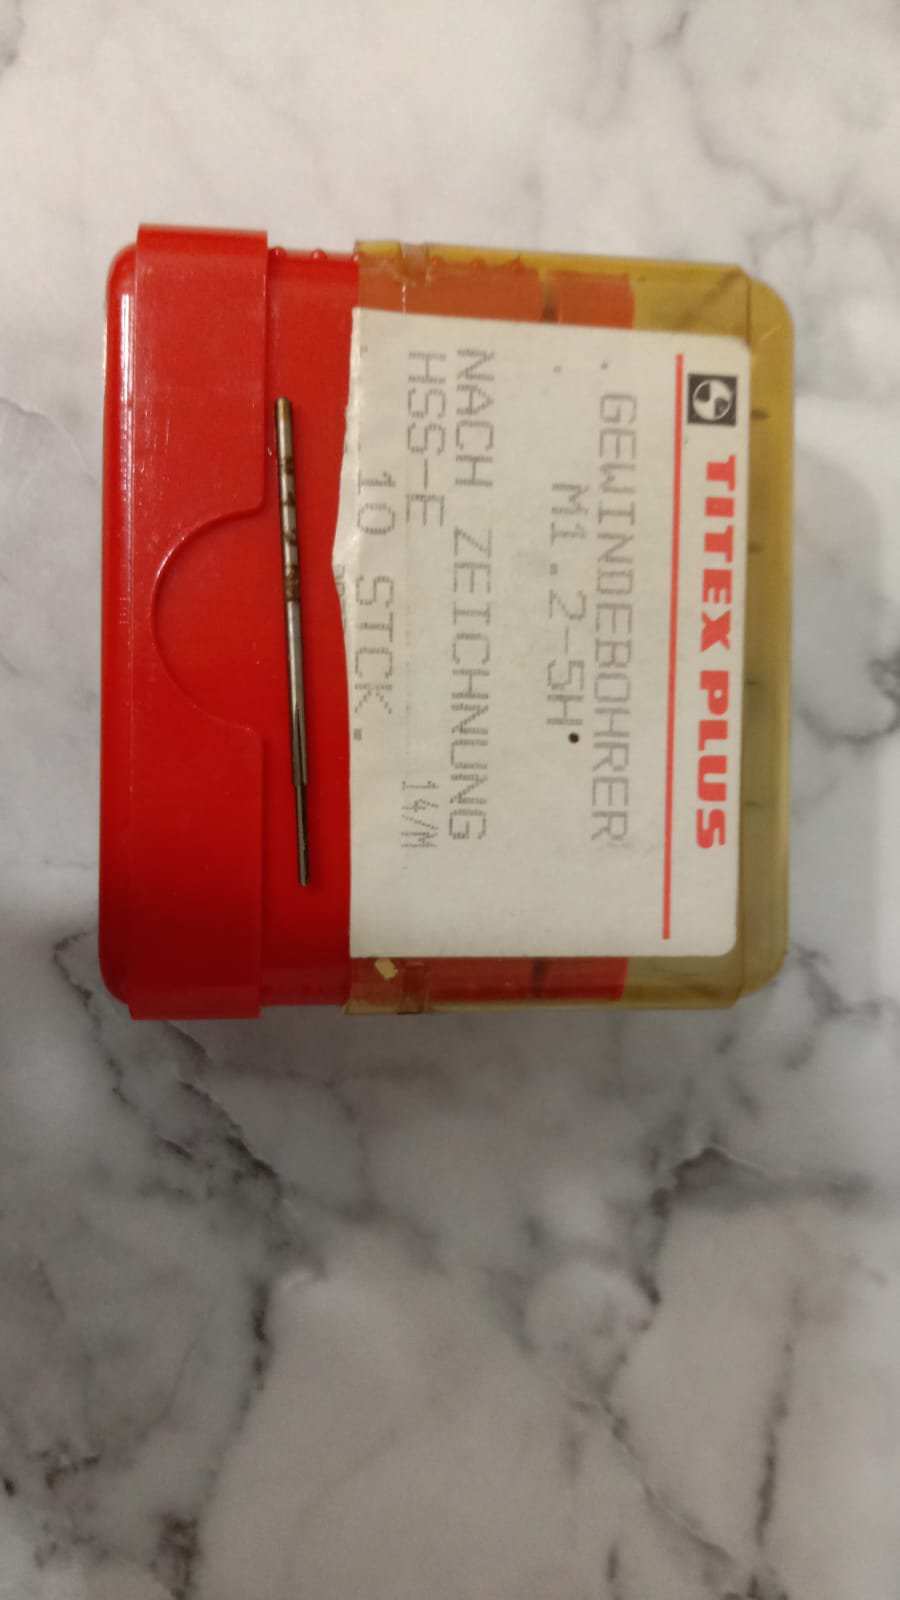 TITEX PLUS
. GEWINDEBOHRER
. M1.2-5H
NACH ZEICHNUNG
HSS-E 14/M
10 STCK.